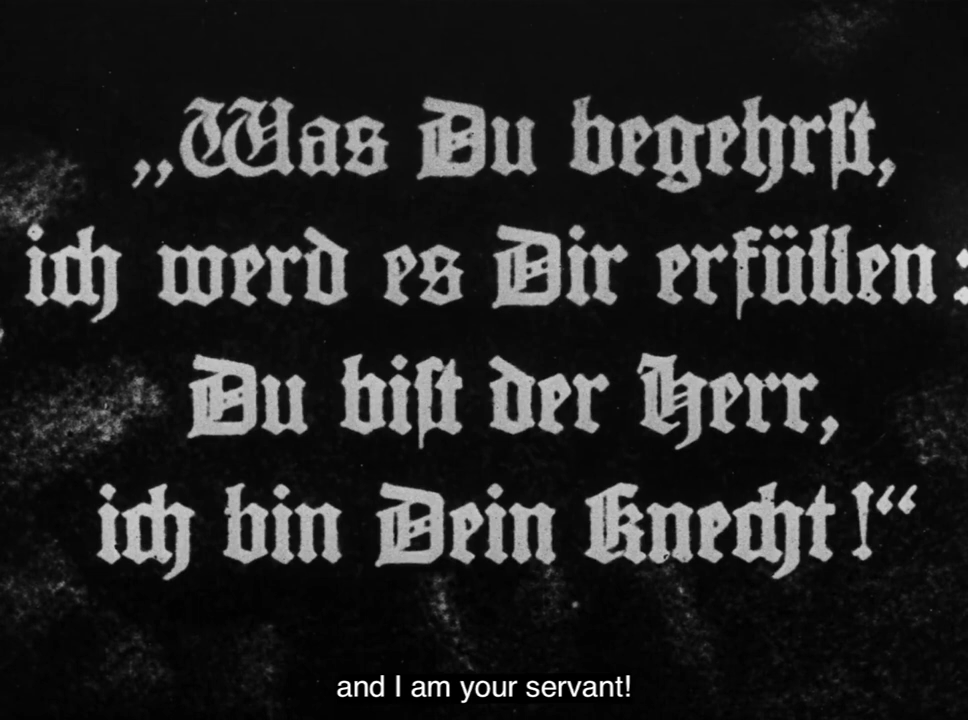 „Was Du begehrst,
ich werd es Dir erfüllen:
Du bist der Herr,
ich bin Dein Knecht!“
and I am your servant!